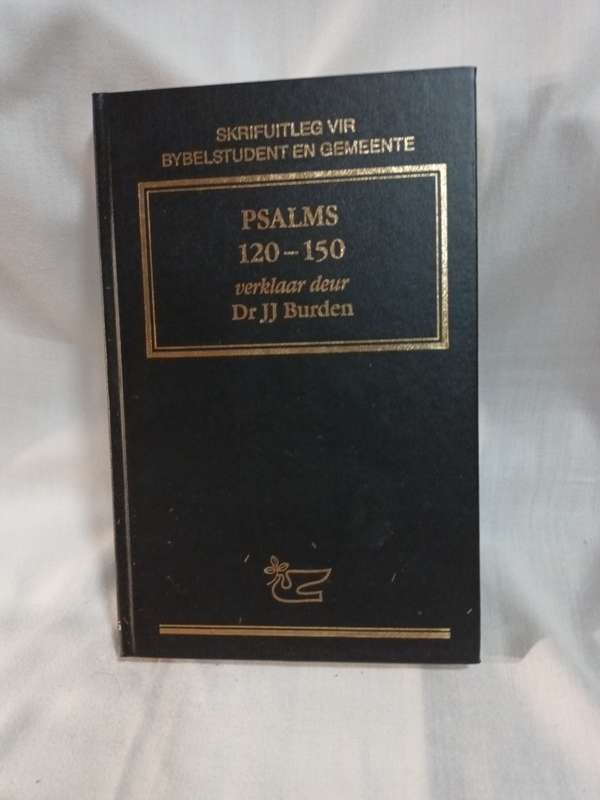 SKRIFUITLEG VIR
BYBELSTUDENT EN GEMEENTE
PSALMS
120–150
verklaar deur
Dr JJ Burden